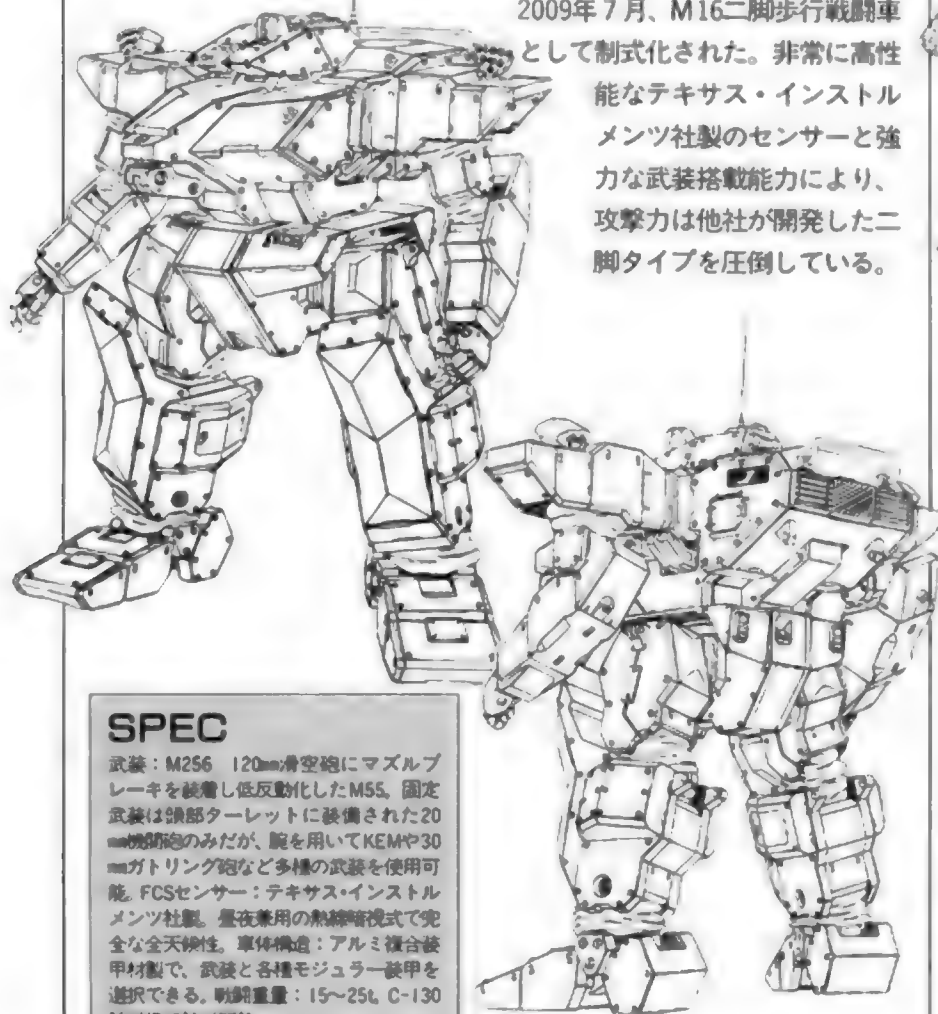 2009年7月、M16二脚歩行戦闘車
として制式化された。非常に高性
能なテキサス・インストル
メンツ社製のセンサーと強
力な武装搭載能力により、
攻撃力は他社が開発した二
脚タイプを圧倒している。
SPEC
武装：M256 120㎜滑空砲にマズルブ
レーキを装着し低反動化したM55。固定
武装は頭部ターレットに装備された20
㎜機関砲のみだが、腕を用いてKEMや30
㎜ガトリング砲など多種の武装を使用可
能。FCSセンサー：テキサス・インストル
メンツ社製。昼夜兼用の熱線暗視式で完
全な全天候性。車体構造：アルミ複合装
甲材製で、武装と各種モジュラー装甲を
選択できる。戦闘重量：15〜25t。C-130